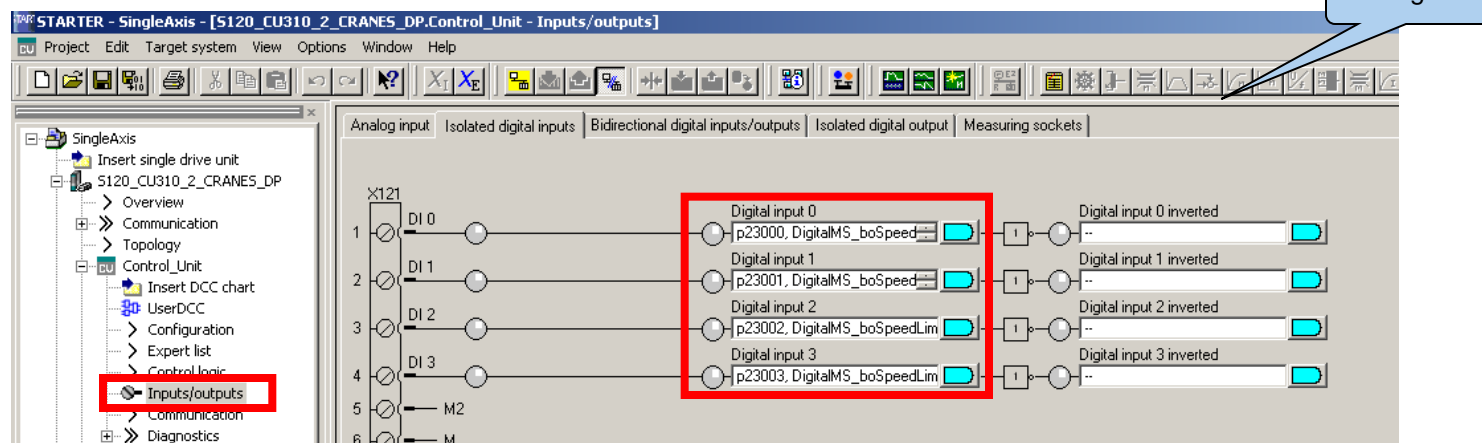 STARTER - SingleAxis - [S120_CU310_2_CRANES_DP.Control_Unit - Inputs/outputs]
Project Edit Target system View Options Window Help
Analog input Isolated digital inputs Bidirectional digital inputs/outputs Isolated digital output Measuring sockets
SingleAxis
Insert single drive unit
S120_CU310_2_CRANES_DP
Overview
Communication
Topology
Control_Unit
Insert DCC chart
UserDCC
Configuration
Expert list
Control logic
Inputs/outputs
Communication
Diagnostics
X121
Digital input 0
Digital input 0 inverted
1 DI 0 p23000, DigitalMS_boSpeed 1 --
Digital input 1
Digital input 1 inverted
2 DI 1 p23001, DigitalMS_boSpeed 1 --
Digital input 2
Digital input 2 inverted
3 DI 2 p23002, DigitalMS_boSpeedLim 1 --
Digital input 3
Digital input 3 inverted
4 DI 3 p23003, DigitalMS_boSpeedLim 1 --
5 M2
6 M